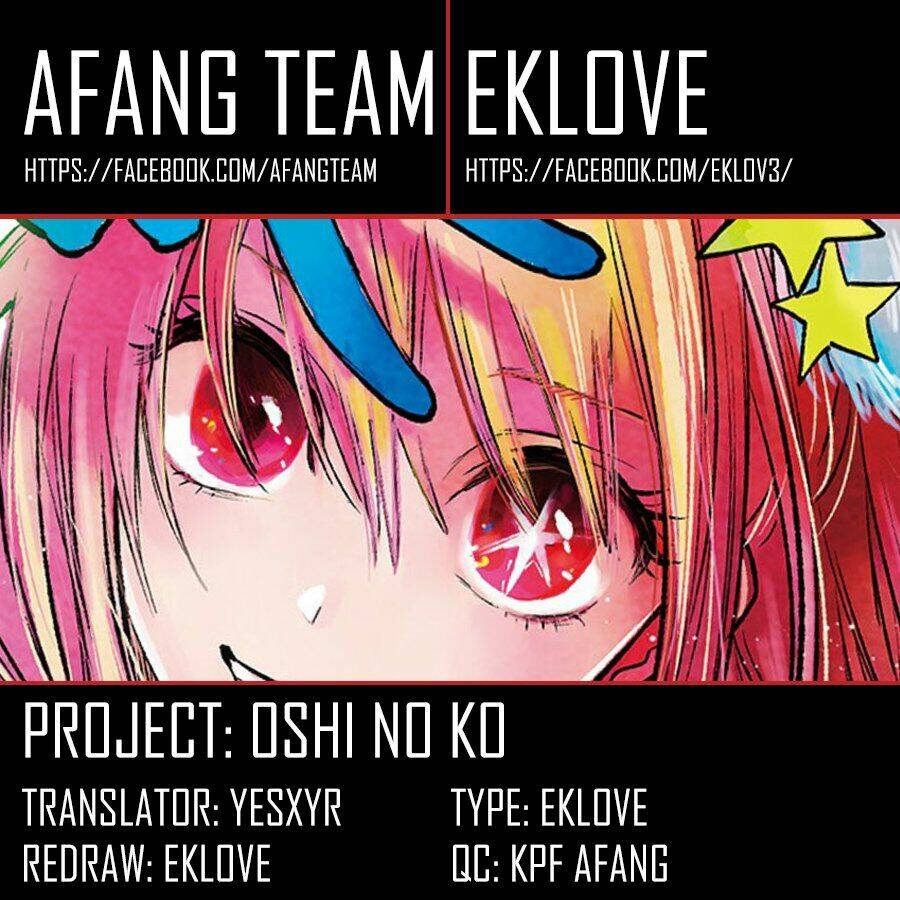 AFANG TEAM
HTTPS://FACEBOOK.COM/AFANGTEAM
EKLOVE
HTTPS://FACEBOOK.COM/EKLOV3/
PROJECT: OSHI NO KO
TRANSLATOR: YESXYR
TYPE: EKLOVE
REDRAW: EKLOVE
QC: KPF AFANG